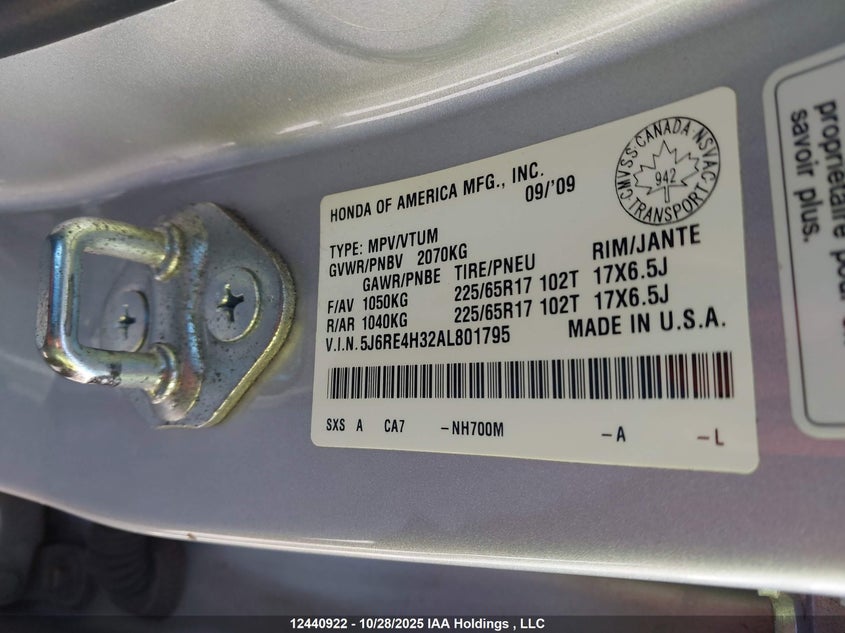 HONDA OF AMERICA MFG., INC.
09/'09
CMVSS·CANADA·NSVAC
942
TRANSPORT
TYPE: MPV/VTUM
GVWR/PNBV 2070KG
GAWR/PNBE TIRE/PNEU RIM/JANTE
F/AV 1050KG 225/65R17 102T 17X6.5J
R/AR 1040KG 225/65R17 102T 17X6.5J
V.I.N. 5J6RE4H32AL801795 MADE IN U.S.A.
SXS A CA7 -NH700M -A -L
propriétaire pour en
savoir plus.
12440922 - 10/28/2025 IAA Holdings , LLC